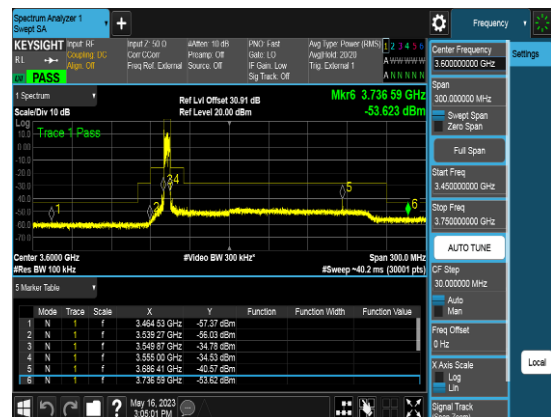 Spectrum Analyzer 1
Swept SA
Frequency
KEYSIGHT
Input: RF
Coupling: DC
Align: Off
Input Z: 50 Ω
Corr CCorr
Freq Ref: External
#Atten: 10 dB
Preamp: Off
Source: Off
PNO: Fast
Gate: LO
IF Gain: Low
Sig Track: Off
Avg Type: Power (RMS)
Avg|Hold: 20/20
Trig: External 1
1 2 3 4 5 6
A W W W W W
A N N N N N
PASS
1 Spectrum
Scale/Div 10 dB
Ref Lvl Offset 30.91 dB
Ref Level 20.00 dBm
Mkr6 3.736 59 GHz
-53.623 dBm
Log
Trace 1 Pass
10.0
0.00
-10.0
-20.0
-30.0
-40.0
-50.0
-60.0
-70.0
1
2
3
4
5
6
Center 3.6000 GHz
#Res BW 100 kHz
#Video BW 300 kHz*
Span 300.0 MHz
#Sweep ~40.2 ms (30001 pts)
5 Marker Table
Mode Trace Scale X Y Function Function Width Function Value
1 N 1 f 3.464 53 GHz -57.37 dBm
2 N 1 f 3.539 27 GHz -56.03 dBm
3 N 1 f 3.549 87 GHz -34.78 dBm
4 N 1 f 3.555 00 GHz -34.53 dBm
5 N 1 f 3.686 41 GHz -40.57 dBm
6 N 1 f 3.736 59 GHz -53.62 dBm
May 16, 2023
3:05:01 PM
Center Frequency
3.600000000 GHz
Span
300.000000 MHz
Swept Span
Zero Span
Full Span
Start Freq
3.450000000 GHz
Stop Freq
3.750000000 GHz
AUTO TUNE
CF Step
30.000000 MHz
Auto
Man
Freq Offset
0 Hz
X Axis Scale
Log
Lin
Signal Track
Settings
Local